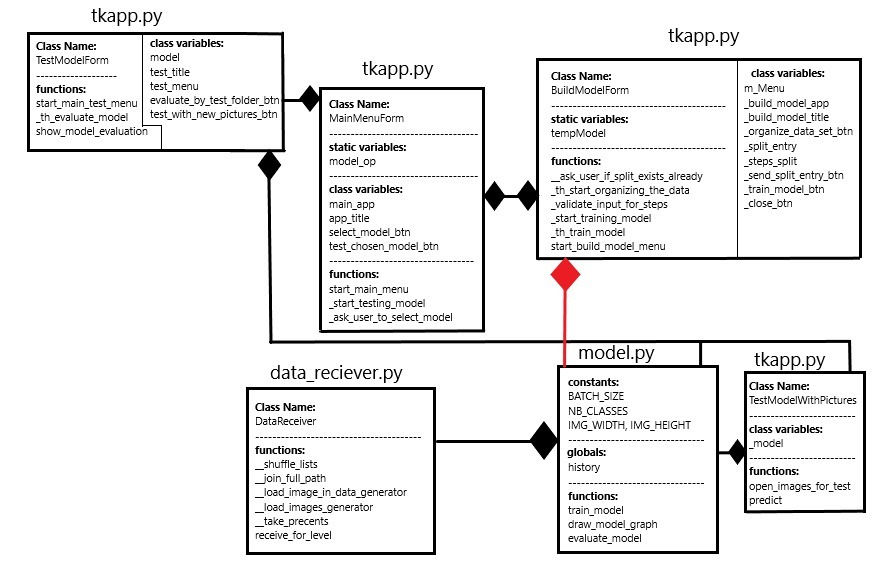 tkapp.py
Class Name:
TestModelForm
--------------------
functions:
start_main_test_menu
_th_evaluate_model
show_model_evaluation
class variables:
model
test_title
test_menu
evaluate_by_test_folder_btn
test_with_new_pictures_btn
tkapp.py
Class Name:
MainMenuForm
-------------------------------------
static variables:
model_op
-------------------------------------
class variables:
main_app
app_title
select_model_btn
test_chosen_model_btn
------------------------------------
functions:
start_main_menu
_start_testing_model
_ask_user_to_select_model
tkapp.py
Class Name:
BuildModelForm
--------------------------------------------
static variables:
tempModel
--------------------------------------------
functions:
__ask_user_if_split_exists_already
_th_start_organizing_the_data
_validate_input_for_steps
_start_training_model
_th_train_model
start_build_model_menu
class variables:
m_Menu
_build_model_app
_build_model_title
_organize_data_set_btn
_split_entry
_steps_split
_send_split_entry_btn
_train_model_btn
_close_btn
data_reciever.py
Class Name:
DataReceiver
------------------------------------------
functions:
__shuffle_lists
__join_full_path
__load_image_in_data_generator
__load_images_generator
__take_precents
receive_for_level
model.py
constants:
BATCH_SIZE
NB_CLASSES
IMG_WIDTH, IMG_HEIGHT
----------------------------------
globals:
history
----------------------------------
functions:
train_model
draw_model_graph
evaluate_model
tkapp.py
Class Name:
TestModelWithPictures
---------------------------
class variables:
_model
---------------------------
functions:
open_images_for_test
predict